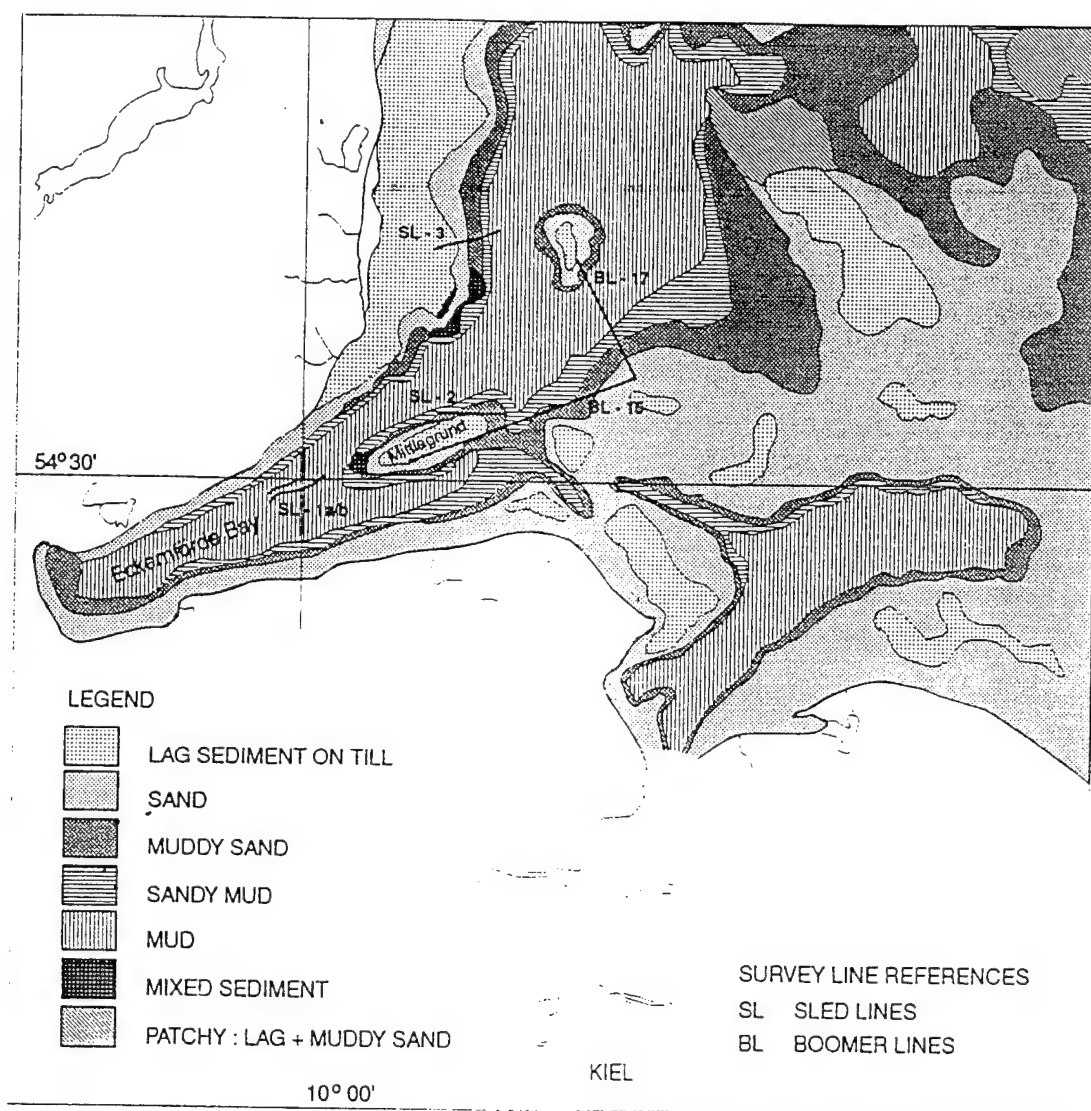 SL - 3
BL - 17
SL - 2
BL - 15
Mittlegrund
54° 30'
SL - 1a/b
Eckernförde Bay
LEGEND
LAG SEDIMENT ON TILL
SAND
MUDDY SAND
SANDY MUD
MUD
MIXED SEDIMENT
PATCHY : LAG + MUDDY SAND
SURVEY LINE REFERENCES
SL SLED LINES
BL BOOMER LINES
KIEL
10° 00'